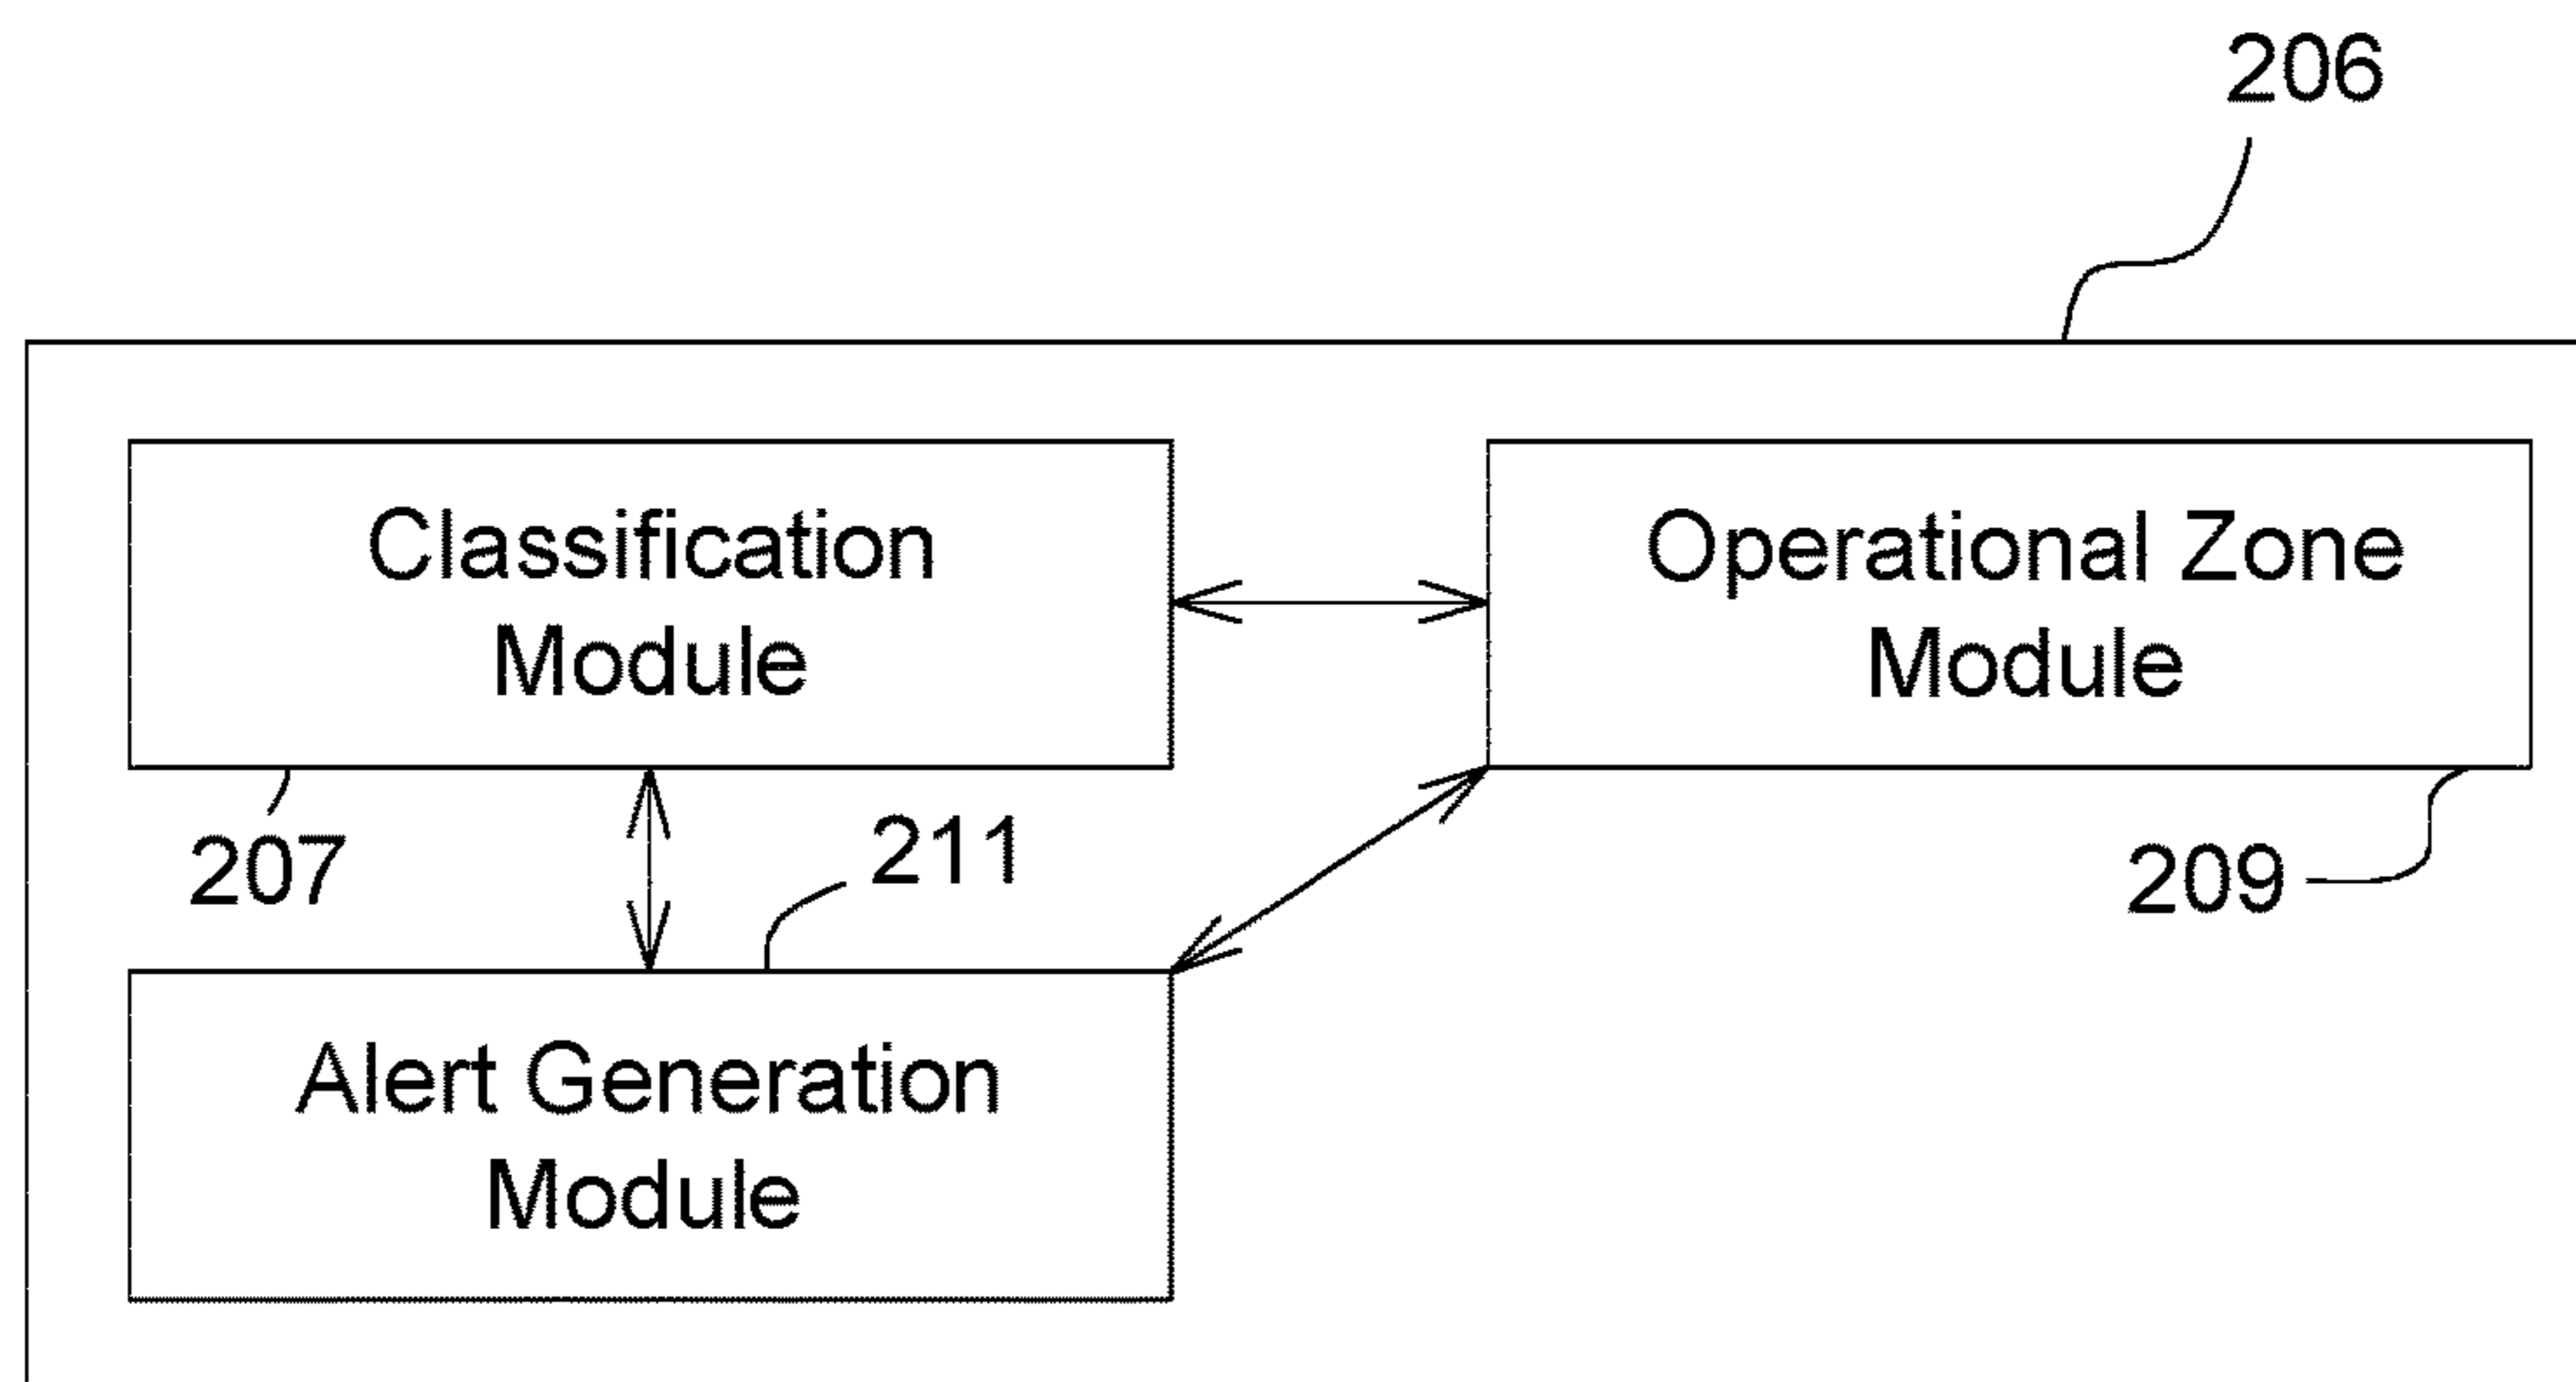 206
Classification
Module
Operational Zone
Module
207
211
209
Alert Generation
Module